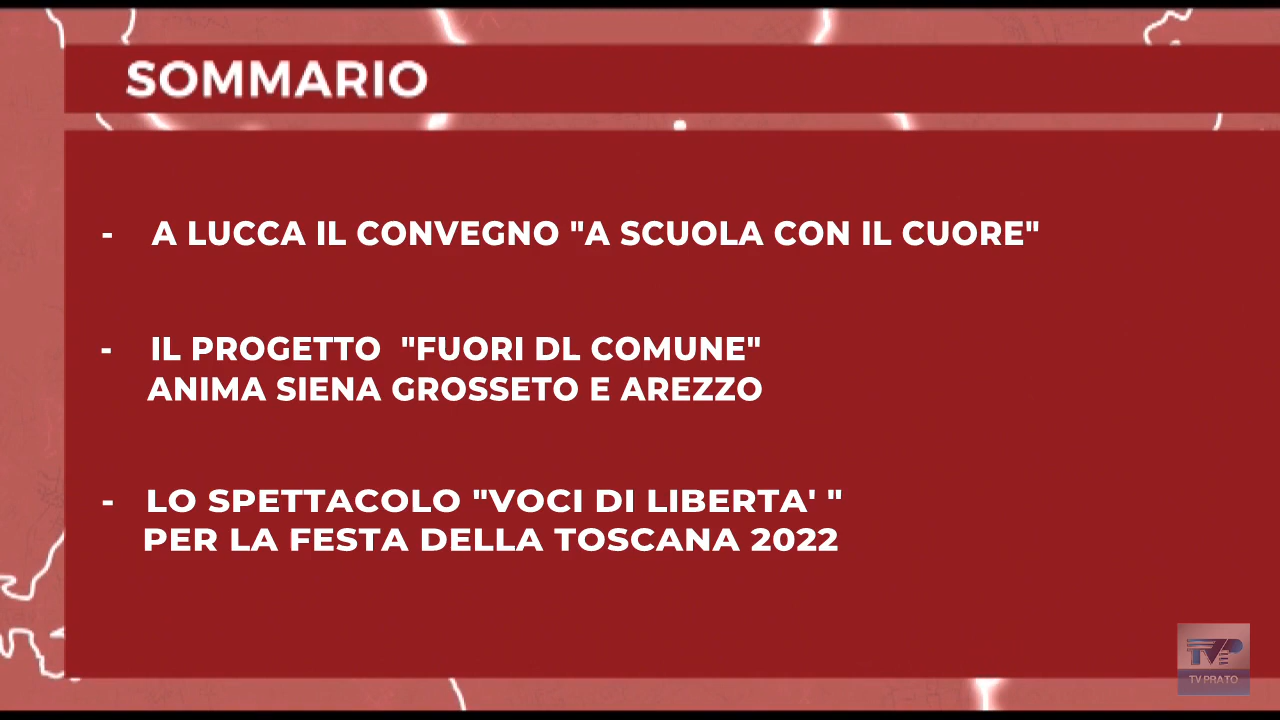 SOMMARIO
- A LUCCA IL CONVEGNO "A SCUOLA CON IL CUORE"
- IL PROGETTO "FUORI DL COMUNE"
ANIMA SIENA GROSSETO E AREZZO
- LO SPETTACOLO "VOCI DI LIBERTA' "
PER LA FESTA DELLA TOSCANA 2022
TVP
TV PRATO